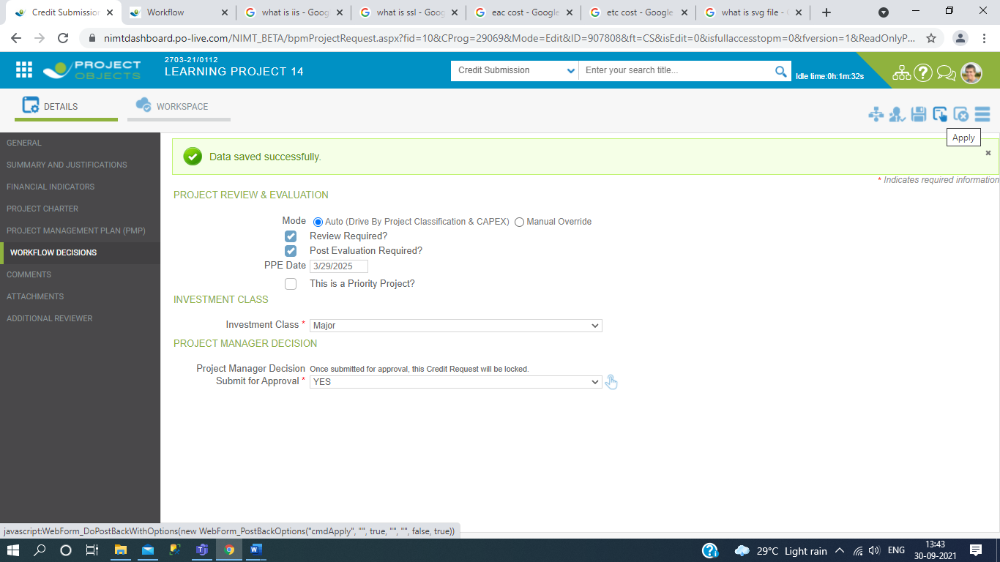 Credit Submission
Workflow
what is iis - Goog
what is ssl - Goog
eac cost - Google
etc cost - Google
what is svg file - G
nimtdashboard.po-live.com/NIMT_BETA/bpmProjectRequest.aspx?fid=10&CProg=29069&Mode=Edit&ID=907808&ft=CS&isEdit=0&isfullaccesstopm=0&fversion=1&ReadOnlyP...
PROJECT
OBJECTS
2703-21/0112
LEARNING PROJECT 14
Credit Submission
Enter your search title...
Idle time:0h:1m:32s
DETAILS
WORKSPACE
Apply
GENERAL
SUMMARY AND JUSTIFICATIONS
FINANCIAL INDICATORS
PROJECT CHARTER
PROJECT MANAGEMENT PLAN (PMP)
WORKFLOW DECISIONS
COMMENTS
ATTACHMENTS
ADDITIONAL REVIEWER
Data saved successfully.
* Indicates required information
PROJECT REVIEW & EVALUATION
Mode Auto (Drive By Project Classification & CAPEX) Manual Override
Review Required?
Post Evaluation Required?
PPE Date 3/29/2025
This is a Priority Project?
INVESTMENT CLASS
Investment Class * Major
PROJECT MANAGER DECISION
Project Manager Decision Once submitted for approval, this Credit Request will be locked.
Submit for Approval * YES
javascript:WebForm_DoPostBackWithOptions(new WebForm_PostBackOptions("cmdApply", "", true, "", "", false, true))
29°C Light rain
ENG
13:43
30-09-2021